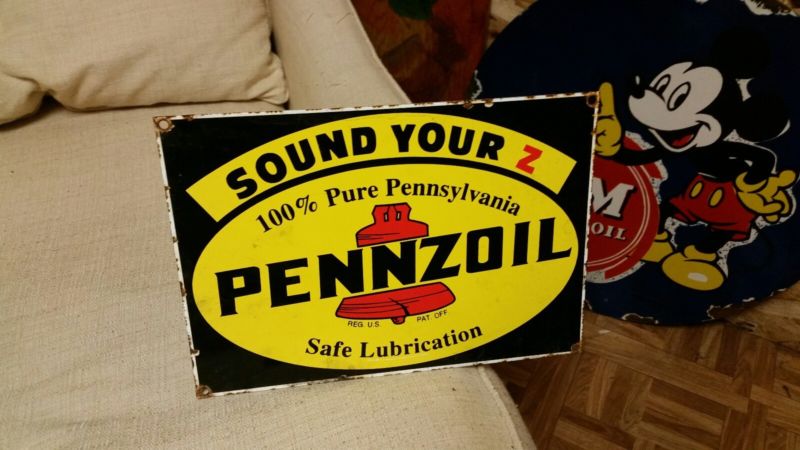 SOUND YOUR Z
100% Pure Pennsylvania
PENNZOIL
REG. U.S. PAT. OFF
Safe Lubrication
M
OIL